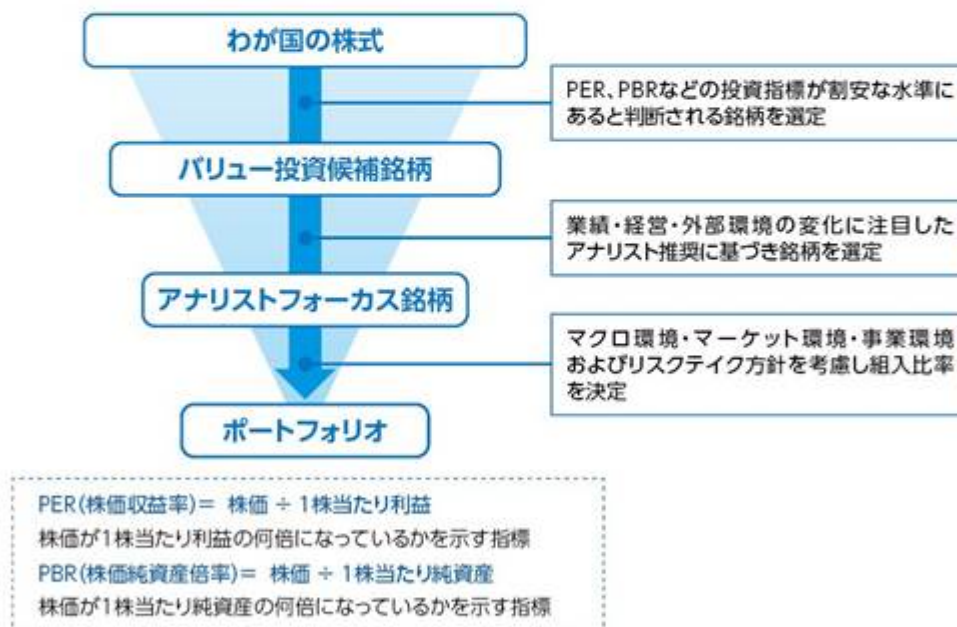 わが国の株式
PER、PBRなどの投資指標が割安な水準に
あると判断される銘柄を選定
バリュー投資候補銘柄
業績・経営・外部環境の変化に注目した
アナリスト推奨に基づき銘柄を選定
アナリストフォーカス銘柄
マクロ環境・マーケット環境・事業環境
およびリスクテイク方針を考慮し組入比率
を決定
ポートフォリオ
PER(株価収益率)= 株価 ÷ 1株当たり利益
株価が1株当たり利益の何倍になっているかを示す指標
PBR(株価純資産倍率)= 株価 ÷ 1株当たり純資産
株価が1株当たり純資産の何倍になっているかを示す指標